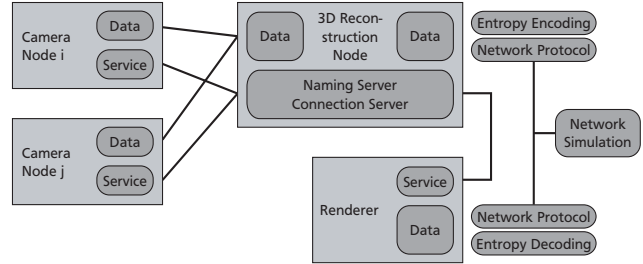 Camera
Node i
Data
Service
Camera
Node j
Data
Service
3D Recon-
struction
Node
Data
Data
Naming Server
Connection Server
Renderer
Service
Data
Entropy Encoding
Network Protocol
Network
Simulation
Network Protocol
Entropy Decoding